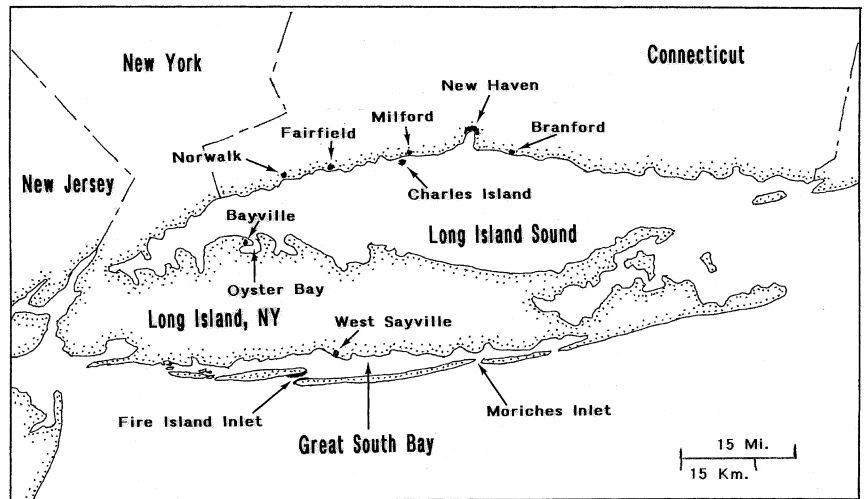 New York
Connecticut
New Haven
Milford
Fairfield
Branford
Norwalk
New Jersey
Charles Island
Bayville
Long Island Sound
Oyster Bay
Long Island, NY
West Sayville
Fire Island Inlet
Moriches Inlet
Great South Bay
15 Mi.
15 Km.